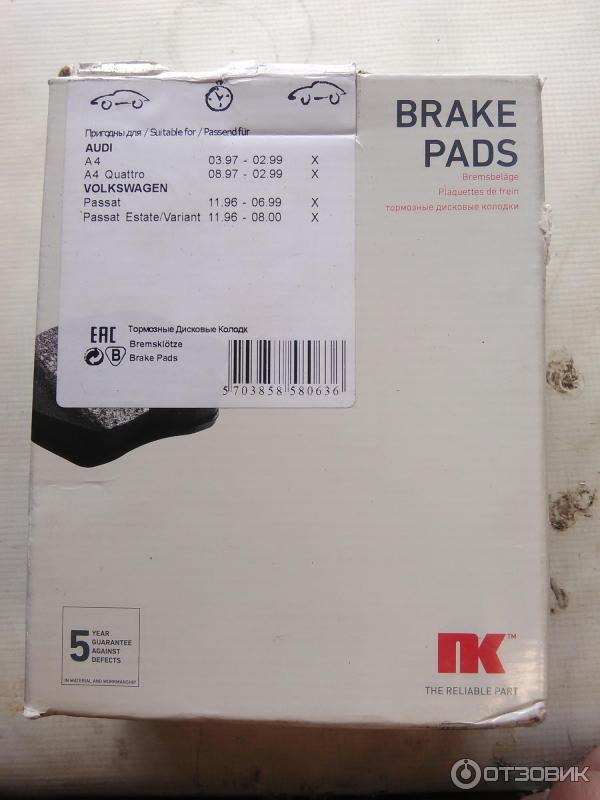 BRAKE
PADS
Bremsbeläge
Plaquettes de frein
тормозные дисковые колодки
Пригодны для / Suitable for / Passend für
AUDI
A4 03.97 - 02.99 X
A4 Quattro 08.97 - 02.99 X
VOLKSWAGEN
Passat 11.96 - 06.99 X
Passat Estate/Variant 11.96 - 08.00 X
EAC
Тормозные Дисковые Колодк
Bremsklötze
B
Brake Pads
5703858 580636
5 YEAR
GUARANTEE
AGAINST
DEFECTS
IN MATERIAL AND WORKMANSHIP
NK™
THE RELIABLE PART
ОТЗОВИК